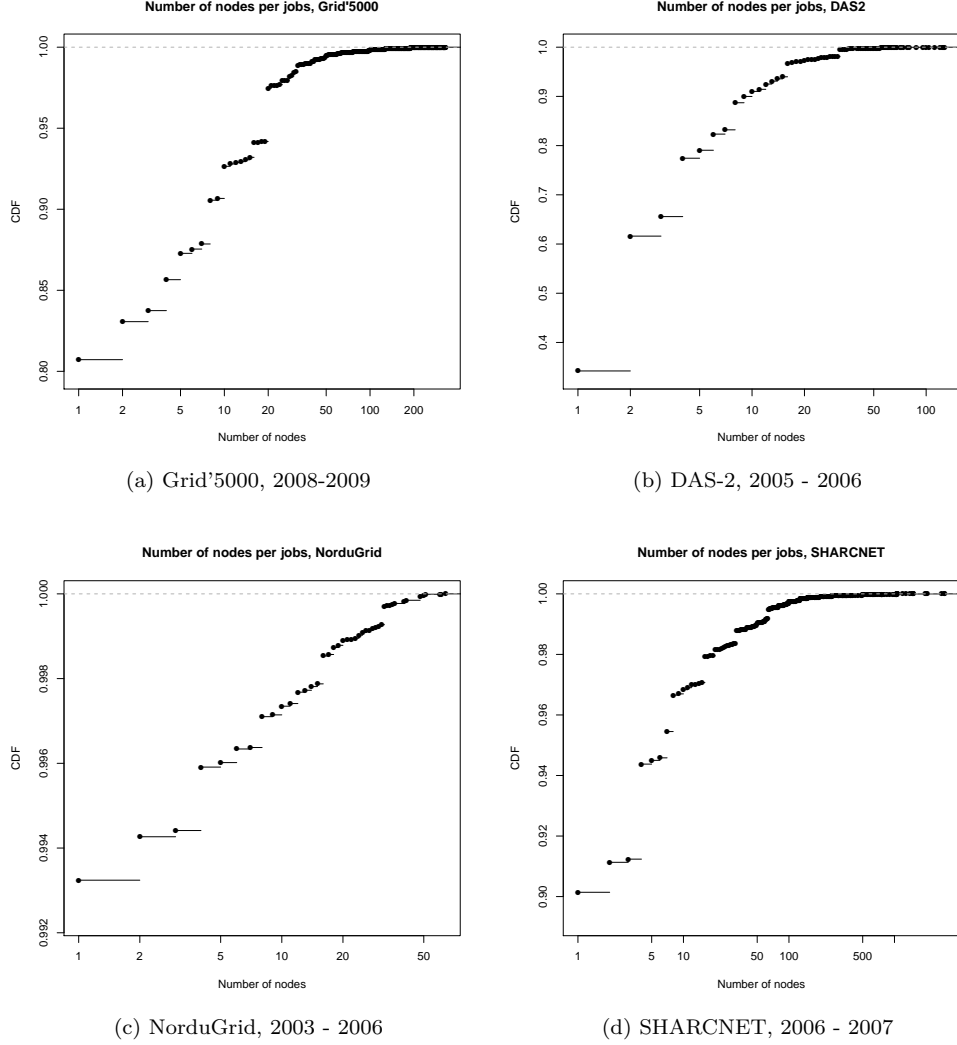 Number of nodes per jobs, Grid'5000
CDF
0.80 0.85 0.90 0.95 1.00
1 2 5 10 20 50 100 200
Number of nodes
(a) Grid'5000, 2008-2009
Number of nodes per jobs, DAS2
CDF
0.4 0.5 0.6 0.7 0.8 0.9 1.0
1 2 5 10 20 50 100
Number of nodes
(b) DAS-2, 2005 - 2006
Number of nodes per jobs, NorduGrid
CDF
0.992 0.994 0.996 0.998 1.000
1 2 5 10 20 50
Number of nodes
(c) NorduGrid, 2003 - 2006
Number of nodes per jobs, SHARCNET
CDF
0.90 0.92 0.94 0.96 0.98 1.00
1 5 10 50 100 500
Number of nodes
(d) SHARCNET, 2006 - 2007